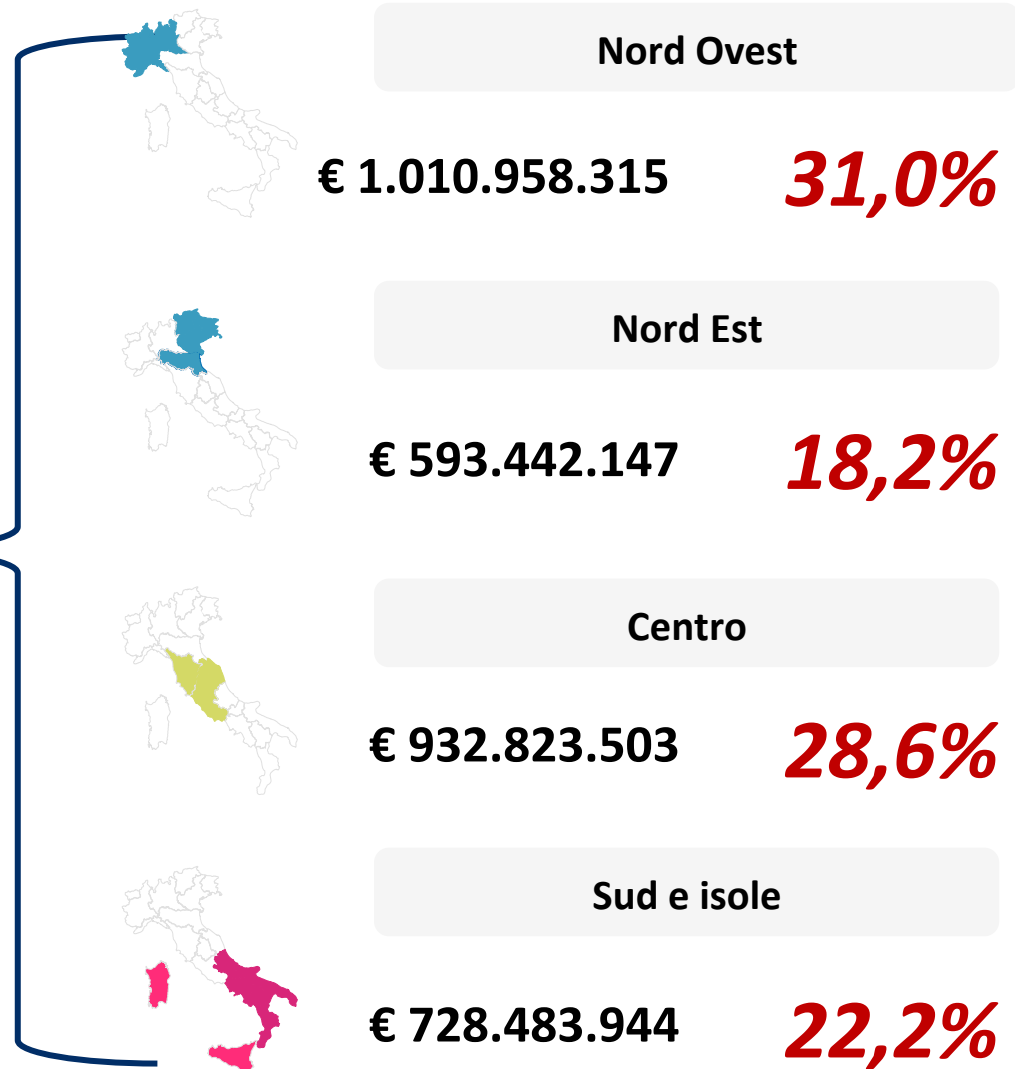 Nord Ovest
€ 1.010.958.315 31,0%
Nord Est
€ 593.442.147 18,2%
Centro
€ 932.823.503 28,6%
Sud e isole
€ 728.483.944 22,2%